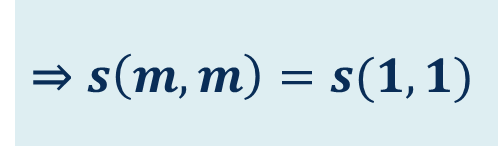 ⇒ s(m, m) = s(1, 1)